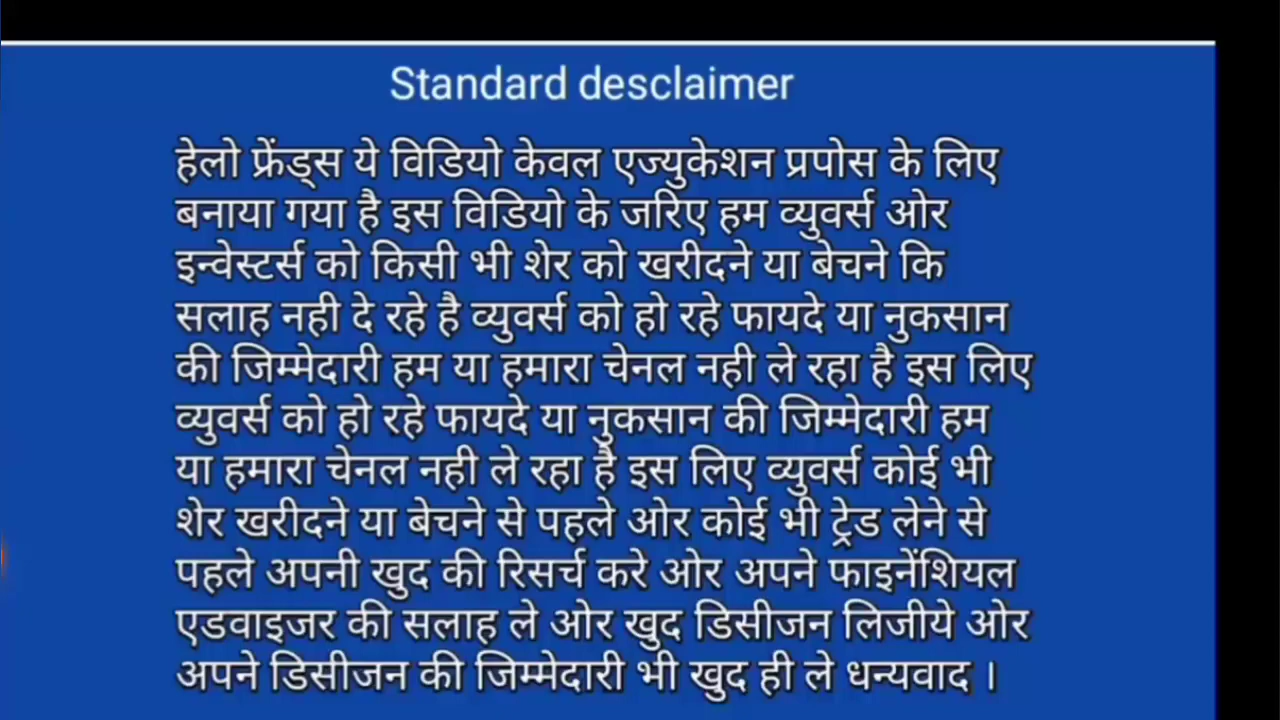 Standard desclaimer
हेलो फ्रेंड्स ये विडियो केवल एज्युकेशन प्रपोस के लिए
बनाया गया है इस विडियो के जरिए हम व्युवर्स ओर
इन्वेस्टर्स को किसी भी शेर को खरीदने या बेचने कि
सलाह नही दे रहे है व्युवर्स को हो रहे फायदे या नुकसान
की जिम्मेदारी हम या हमारा चेनल नही ले रहा है इस लिए
व्युवर्स को हो रहे फायदे या नुकसान की जिम्मेदारी हम
या हमारा चेनल नही ले रहा है इस लिए व्युवर्स कोई भी
शेर खरीदने या बेचने से पहले ओर कोई भी ट्रेड लेने से
पहले अपनी खुद की रिसर्च करे ओर अपने फाइनेंशियल
एडवाइजर की सलाह ले ओर खुद डिसीजन लिजीये ओर
अपने डिसीजन की जिम्मेदारी भी खुद ही ले धन्यवाद ।